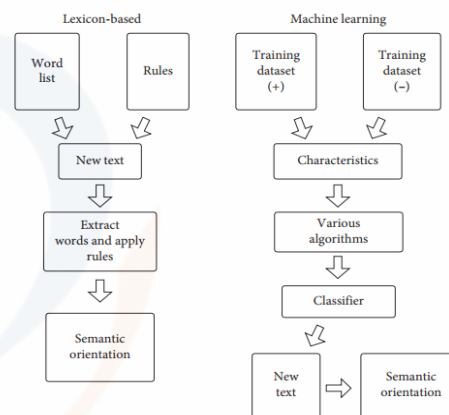 Lexicon-based
Word
list
Rules
New text
Extract
words and apply
rules
Semantic
orientation
Machine learning
Training
dataset
(+)
Training
dataset
(−)
Characteristics
Various
algorithms
Classifier
New
text
Semantic
orientation